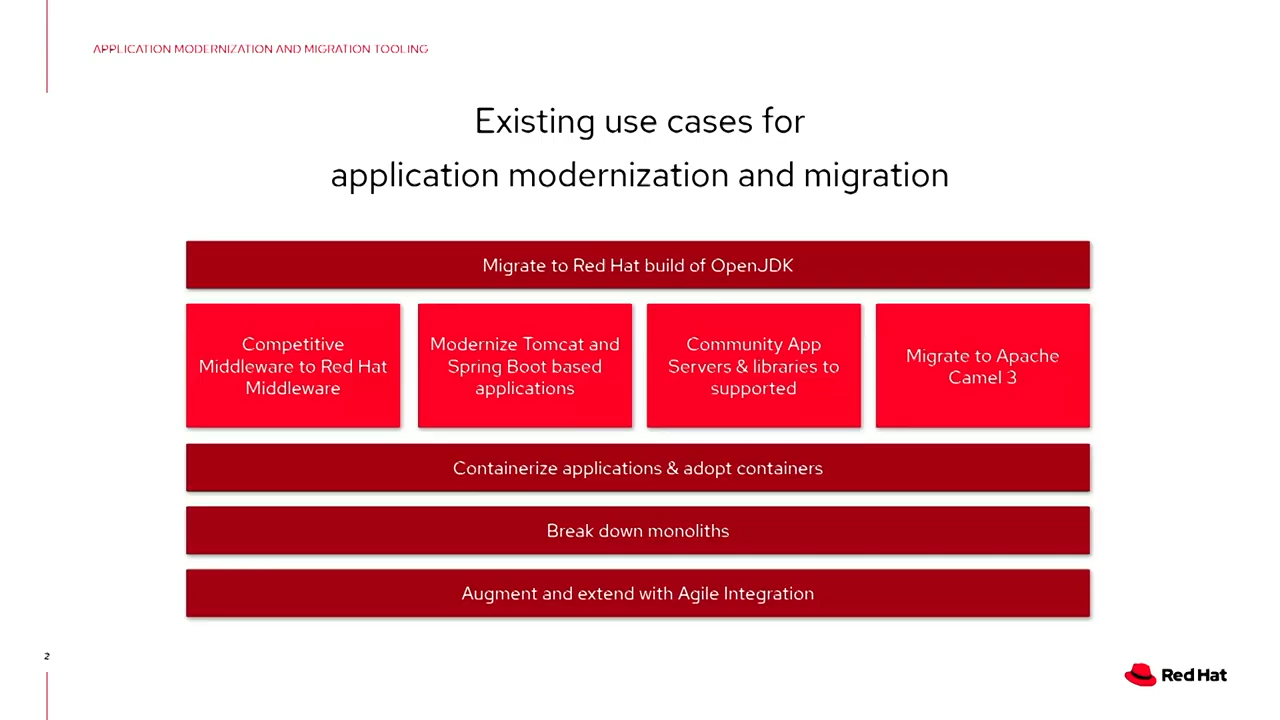 APPLICATION MODERNIZATION AND MIGRATION TOOLING
Existing use cases for
application modernization and migration
Migrate to Red Hat build of OpenJDK
Competitive
Middleware to Red Hat
Middleware
Modernize Tomcat and
Spring Boot based
applications
Community App
Servers & libraries to
supported
Migrate to Apache
Camel 3
Containerize applications & adopt containers
Break down monoliths
Augment and extend with Agile Integration
2
Red Hat